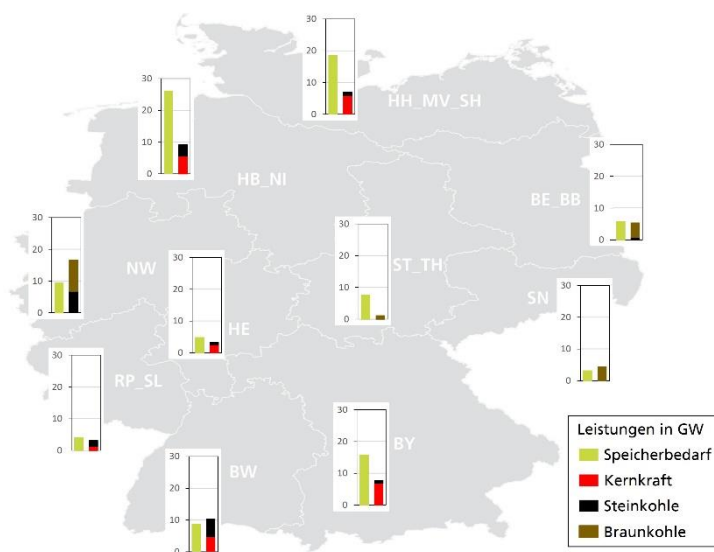 30
20
10
0
HH_MV_SH
30
20
10
0
HB_NI
30
20
10
0
BE_BB
30
20
10
0
NW
30
20
10
0
ST_TH
30
20
10
0
HE
30
20
10
0
SN
30
20
10
0
RP_SL
30
20
10
0
BY
30
20
10
0
BW
Leistungen in GW
Speicherbedarf
Kernkraft
Steinkohle
Braunkohle